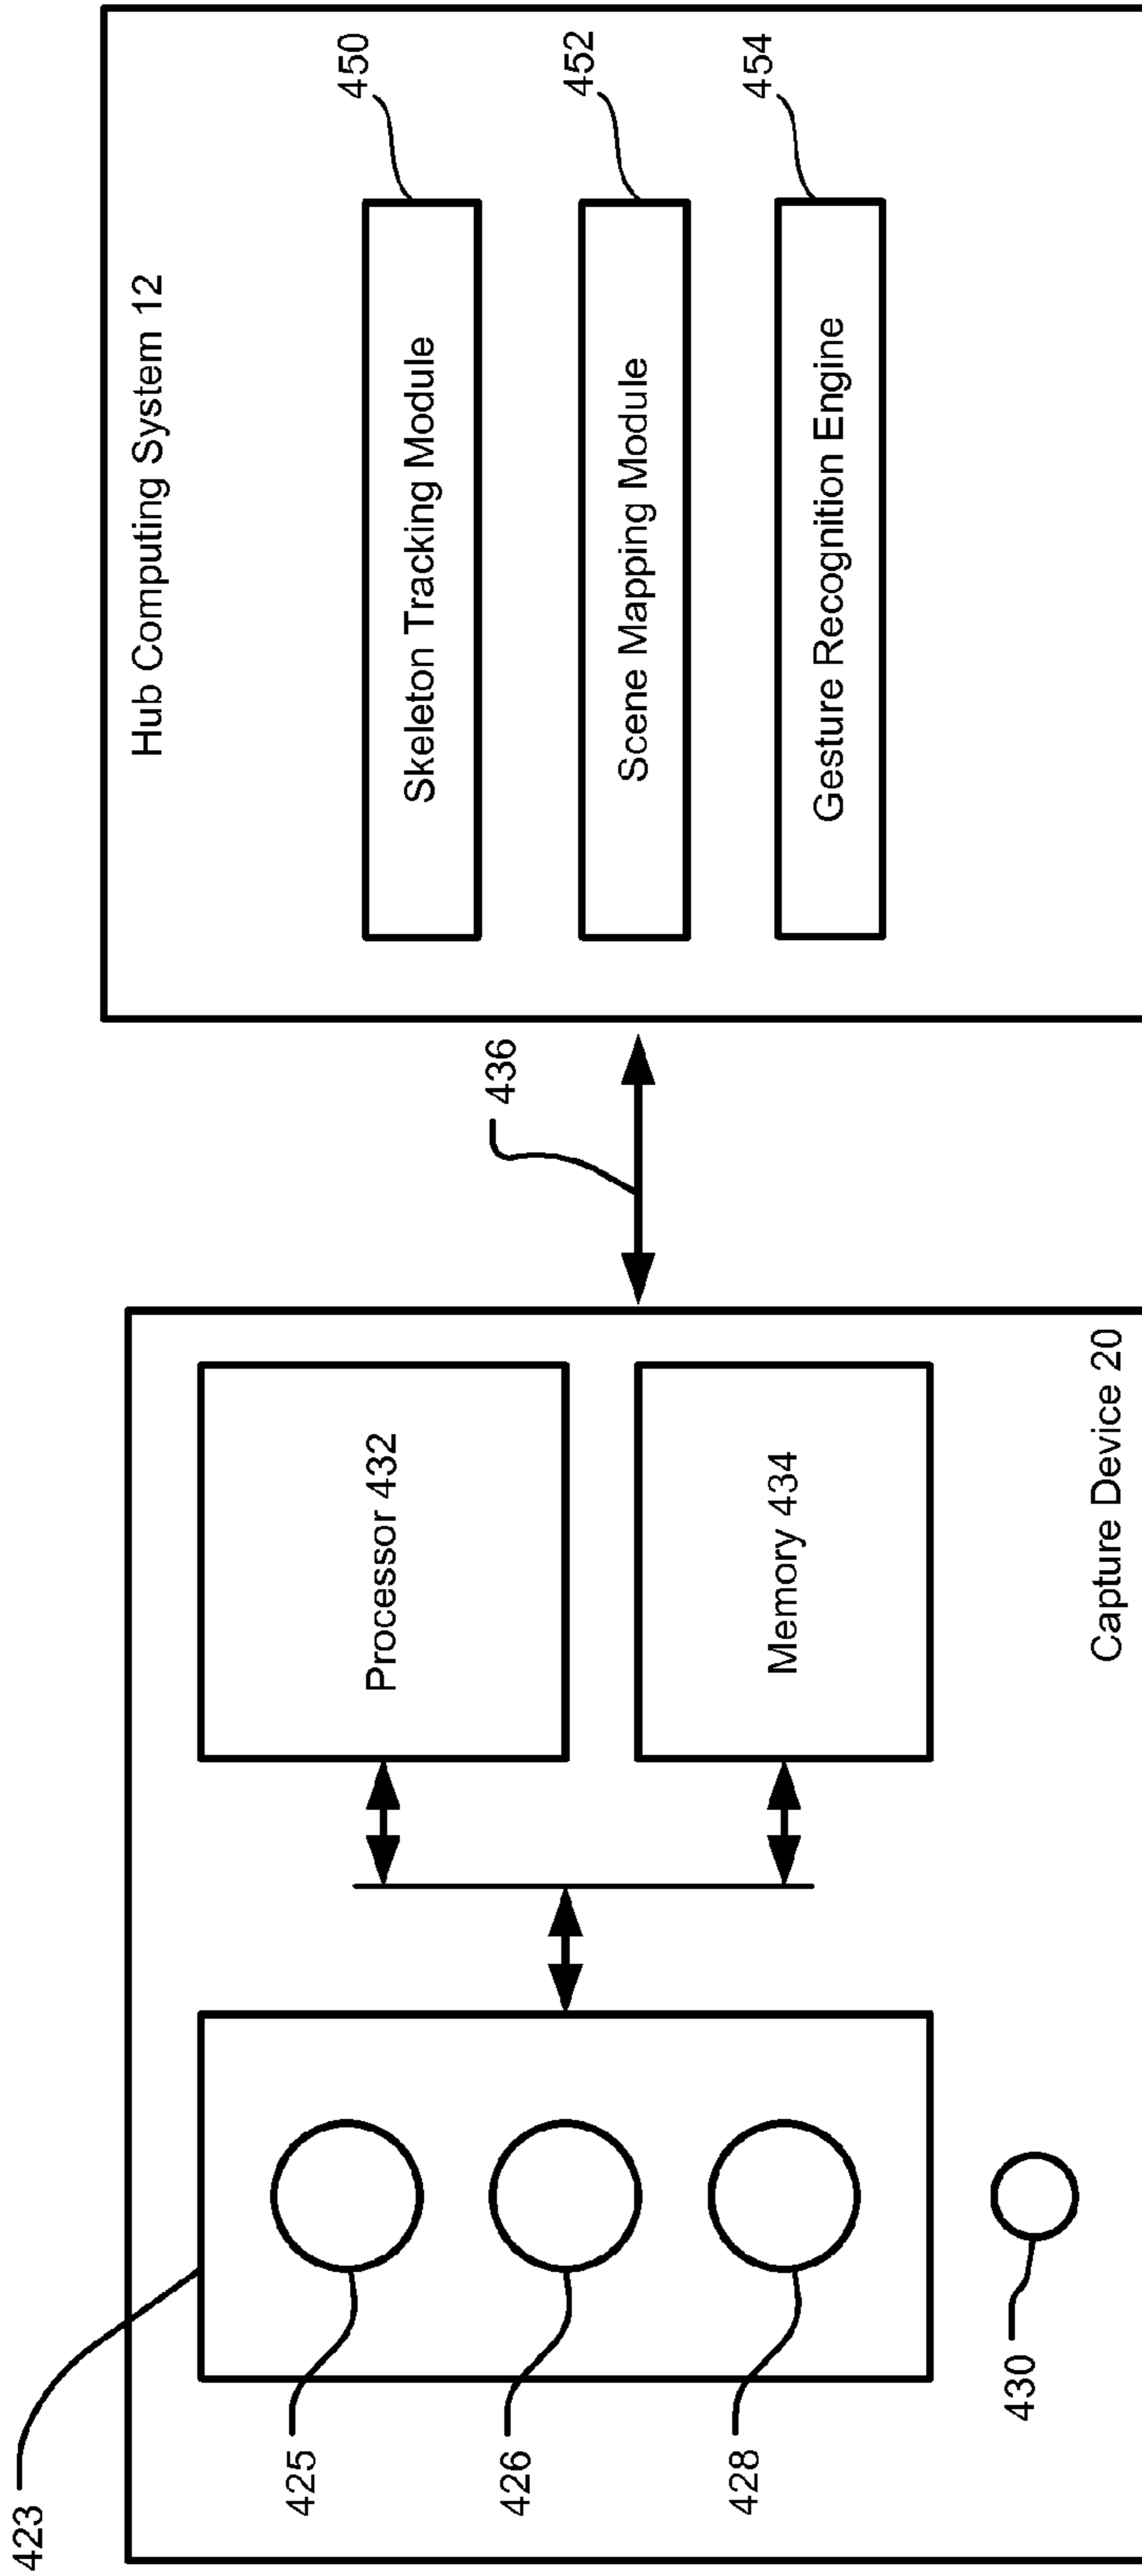 423
425
426
428
430
Processor 432
Memory 434
Capture Device 20
436
Hub Computing System 12
Skeleton Tracking Module
450
Scene Mapping Module
452
Gesture Recognition Engine
454